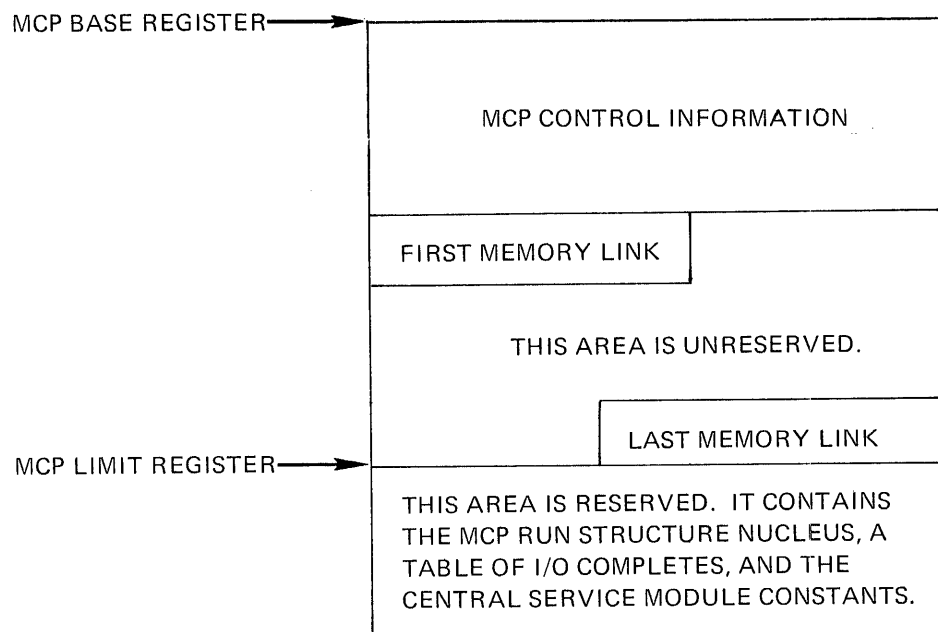 MCP BASE REGISTER
MCP CONTROL INFORMATION
FIRST MEMORY LINK
THIS AREA IS UNRESERVED.
LAST MEMORY LINK
MCP LIMIT REGISTER
THIS AREA IS RESERVED. IT CONTAINS
THE MCP RUN STRUCTURE NUCLEUS, A
TABLE OF I/O COMPLETES, AND THE
CENTRAL SERVICE MODULE CONSTANTS.